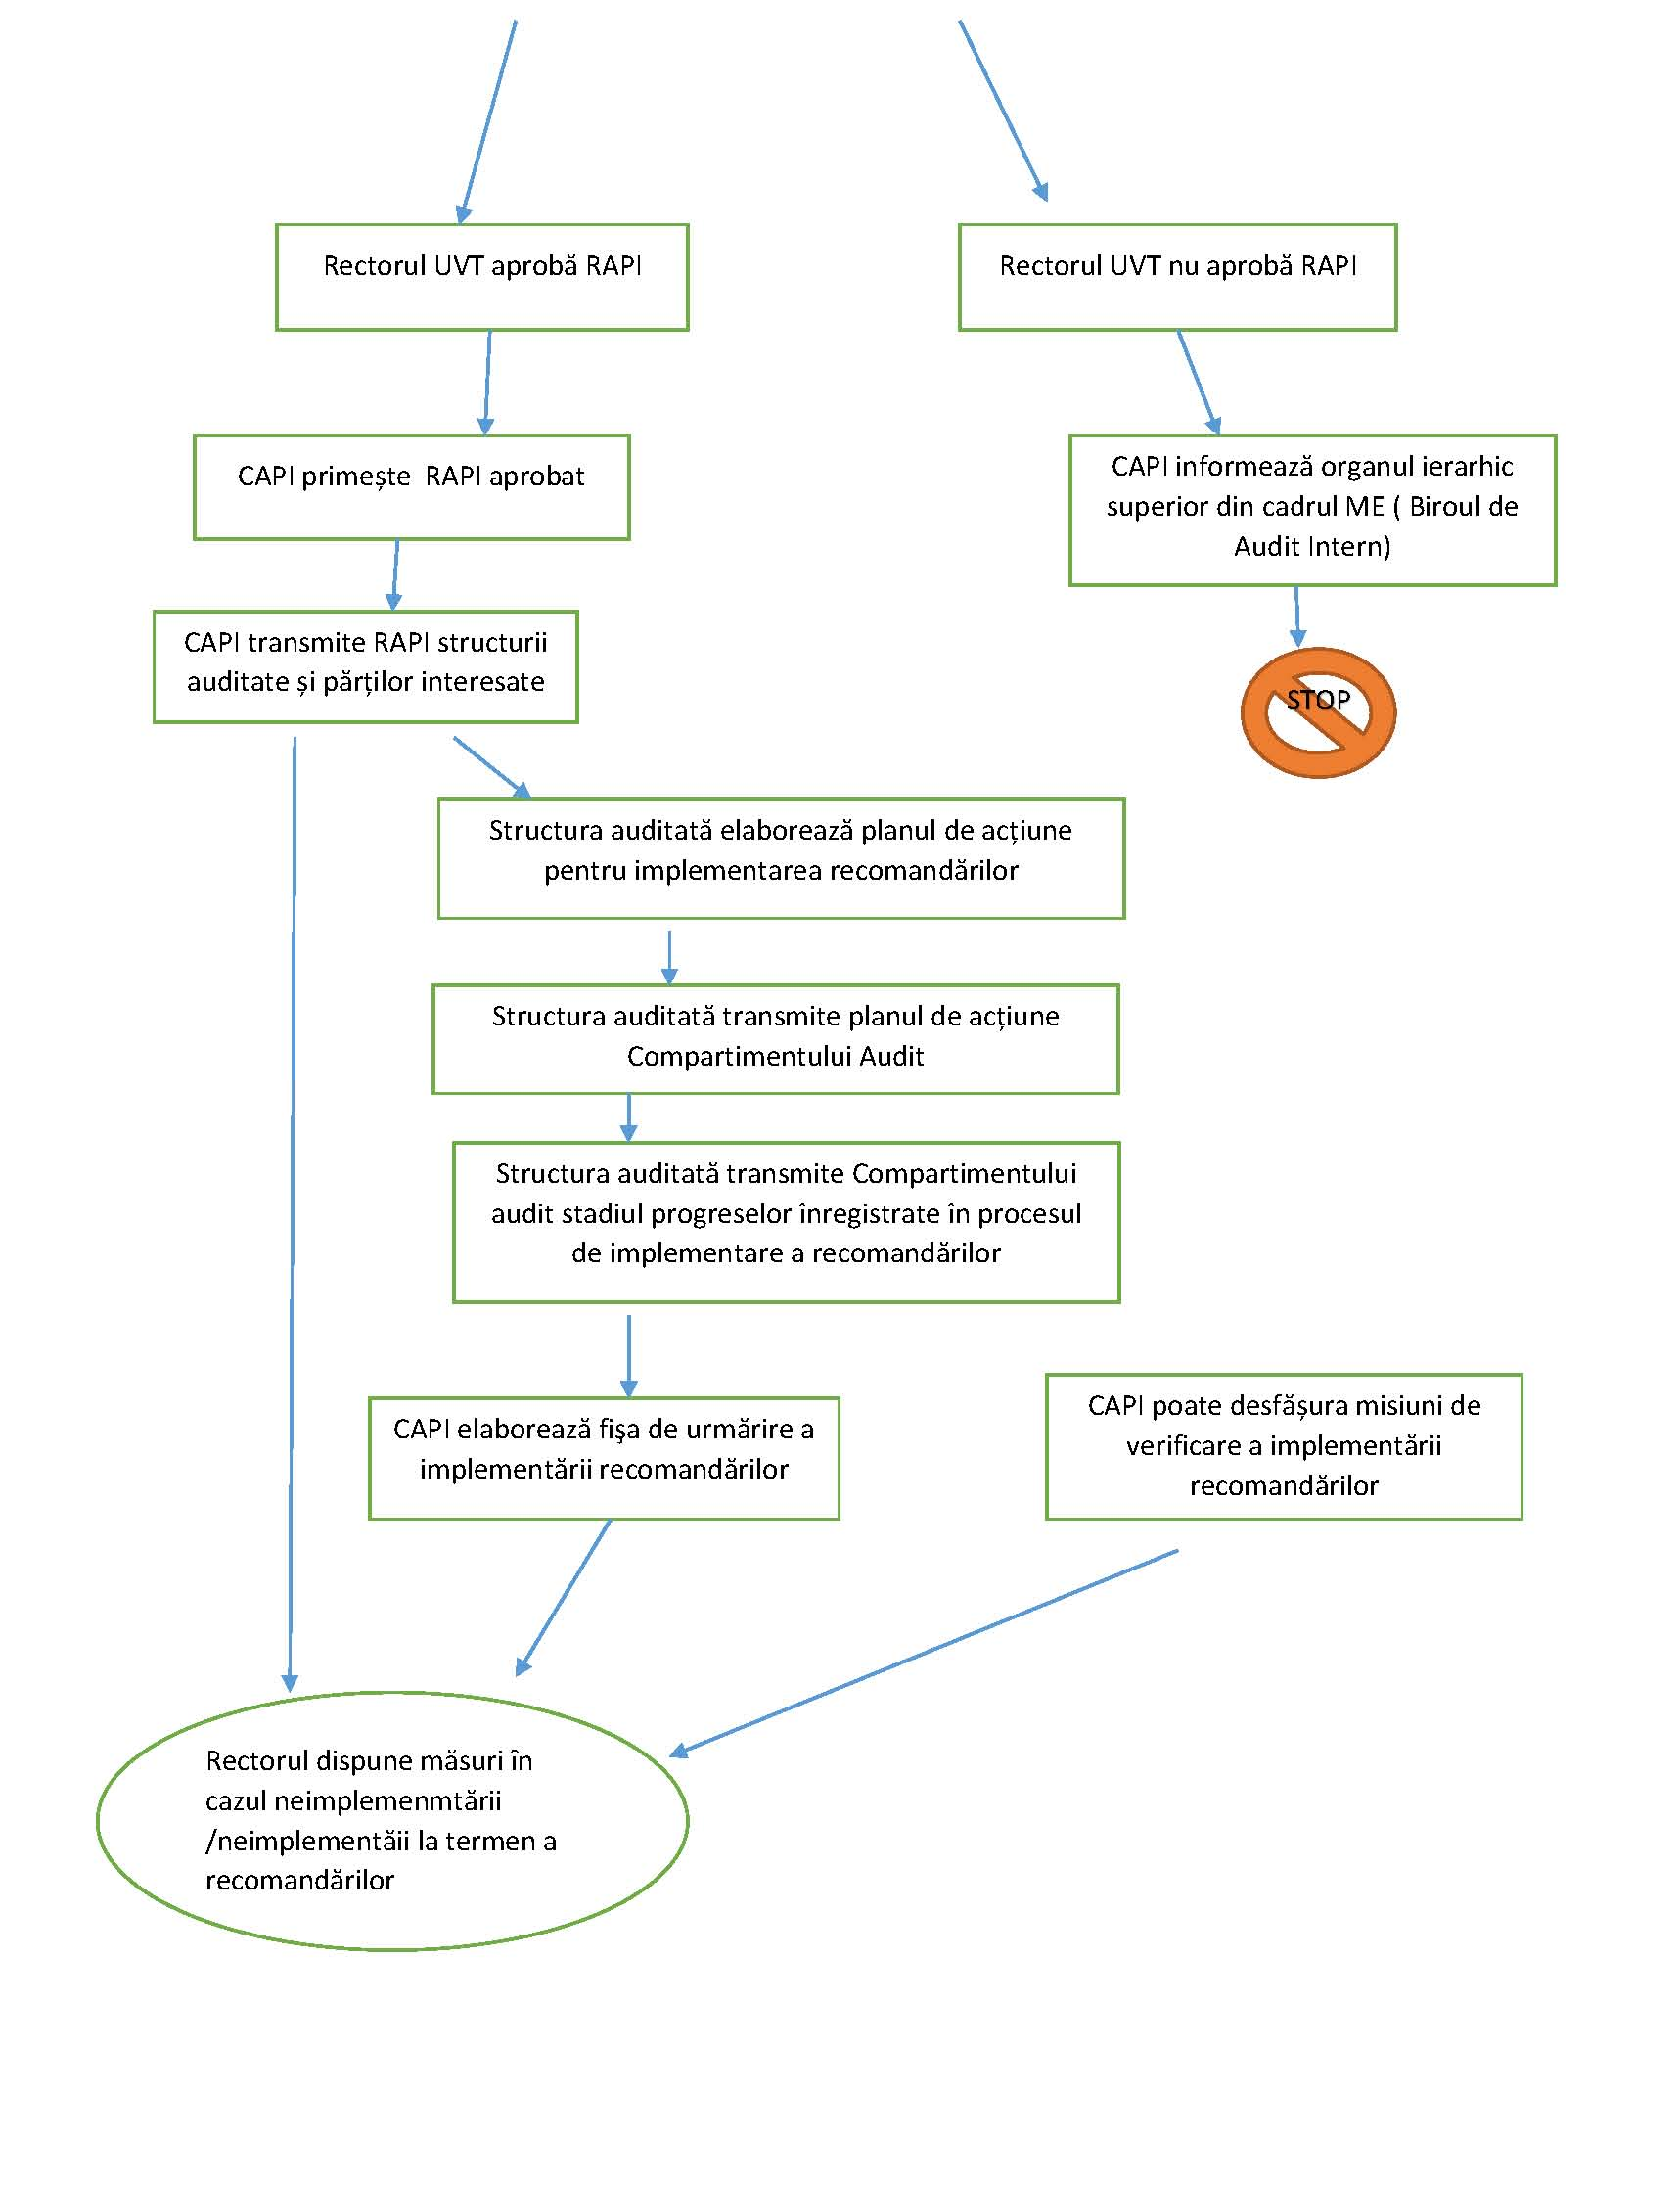 Rectorul UVT aprobă RAPI
Rectorul UVT nu aprobă RAPI
CAPI primește  RAPI aprobat
CAPI informează organul ierarhic
superior din cadrul ME ( Biroul de
Audit Intern)
CAPI transmite RAPI structurii
auditate și părților interesate
STOP
Structura auditată elaborează planul de acțiune
pentru implementarea recomandărilor
Structura auditată transmite planul de acțiune
Compartimentului Audit
Structura auditată transmite Compartimentului
audit stadiul progreselor înregistrate în procesul
de implementare a recomandărilor
CAPI elaborează fişa de urmărire a
implementării recomandărilor
CAPI poate desfășura misiuni de
verificare a implementării
recomandărilor
Rectorul dispune măsuri în
cazul neimplemenmtării
/neimplementăii la termen a
recomandărilor